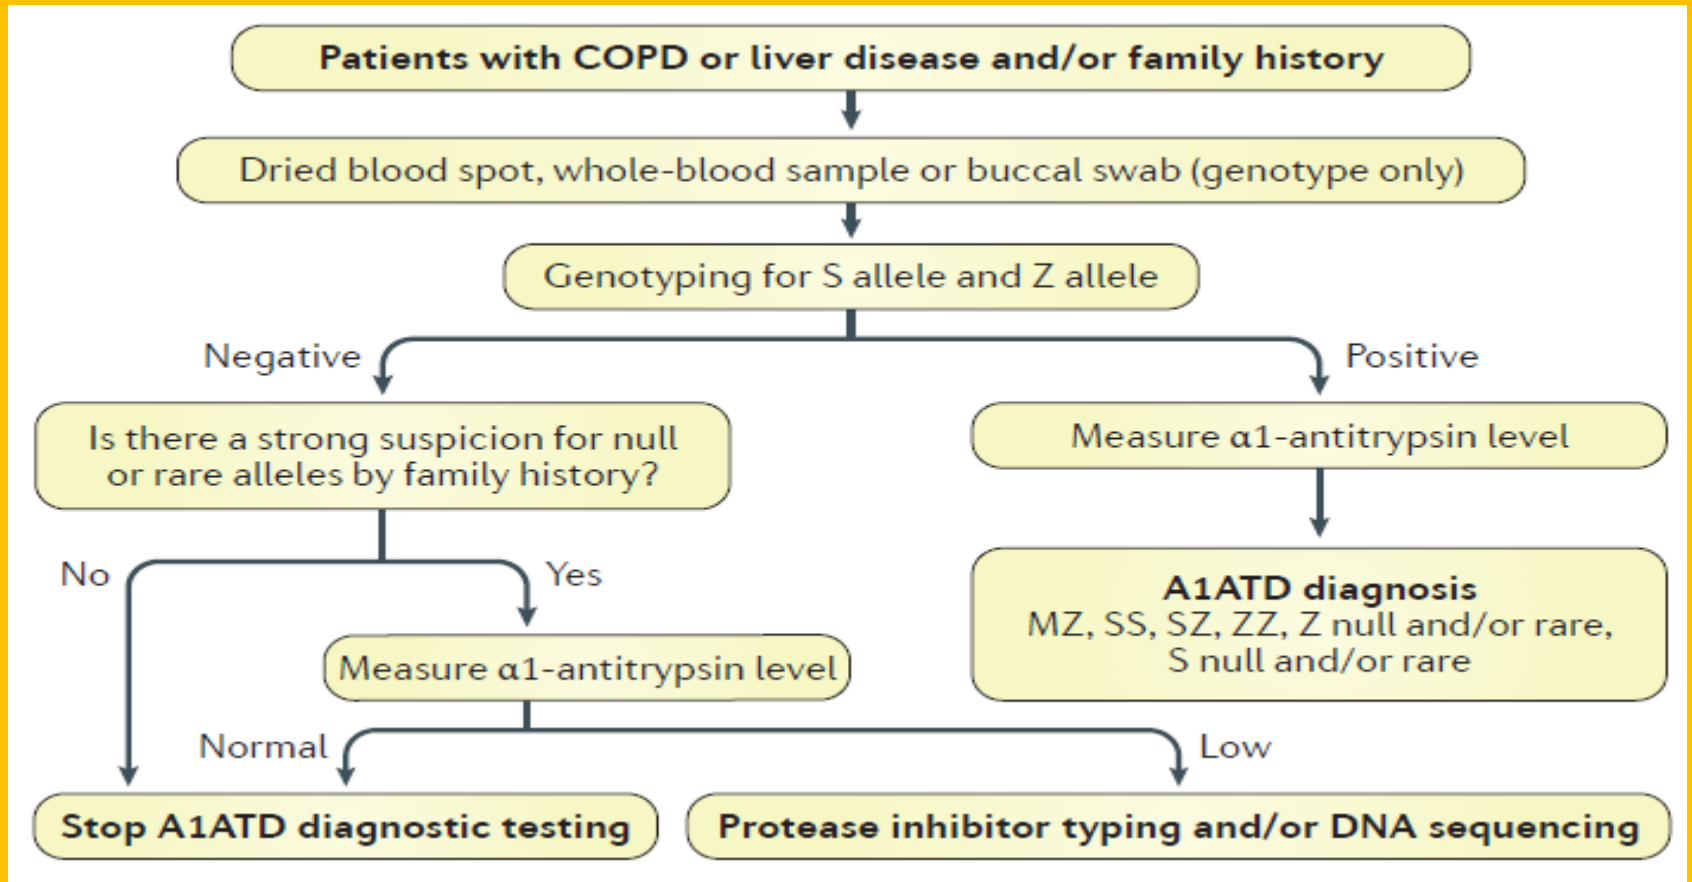 Patients with COPD or liver disease and/or family history
Dried blood spot, whole-blood sample or buccal swab (genotype only)
Genotyping for S allele and Z allele
Negative
Positive
Is there a strong suspicion for null
or rare alleles by family history?
Measure α1-antitrypsin level
No
Yes
A1ATD diagnosis
MZ, SS, SZ, ZZ, Z null and/or rare,
S null and/or rare
Measure α1-antitrypsin level
Normal
Low
Stop A1ATD diagnostic testing
Protease inhibitor typing and/or DNA sequencing